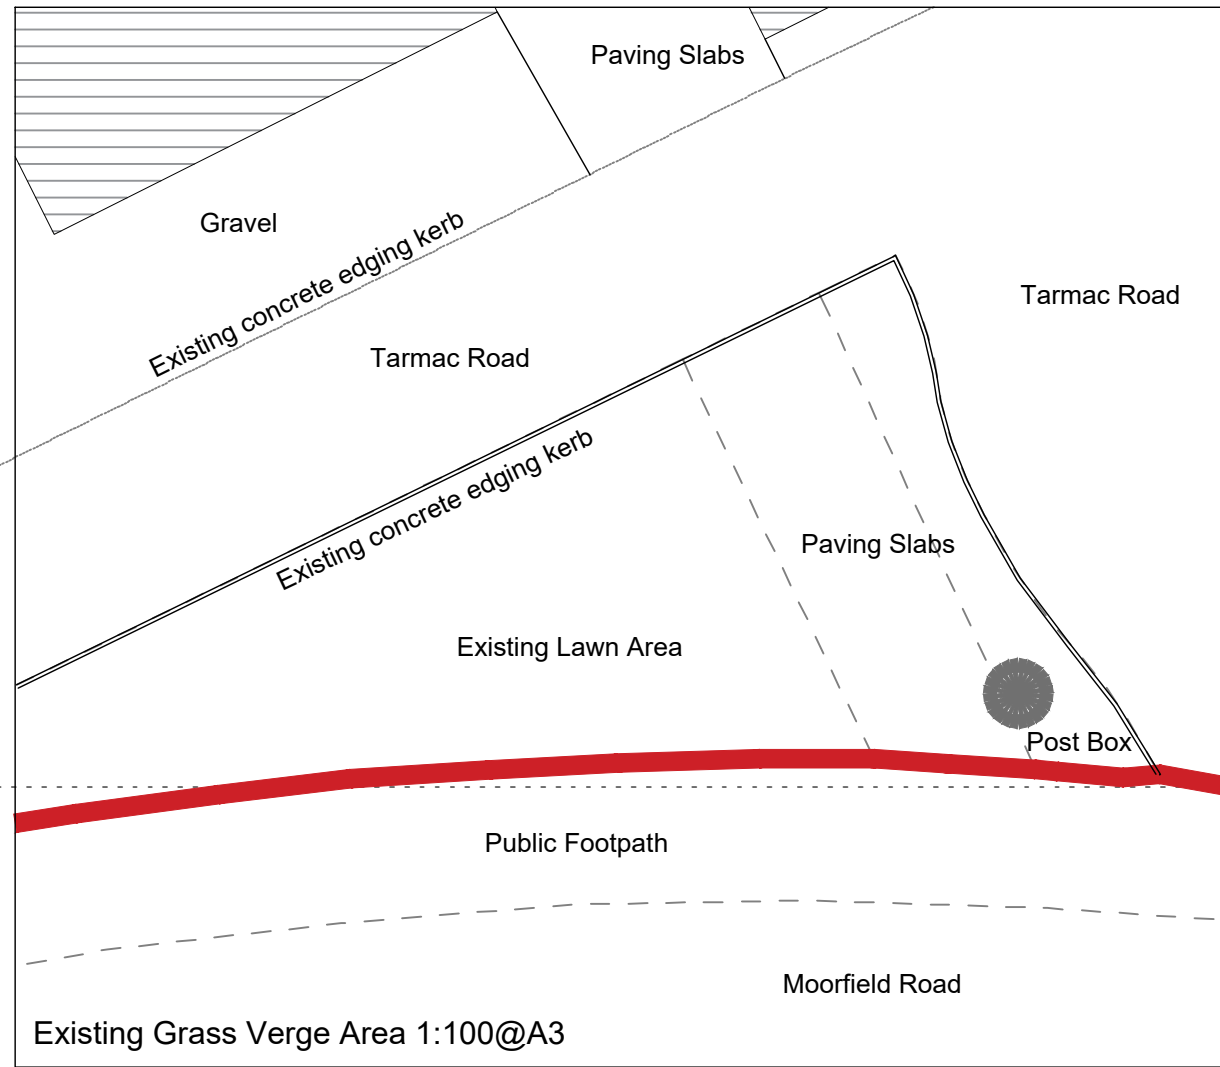 Paving Slabs
Gravel
Existing concrete edging kerb
Tarmac Road
Tarmac Road
Existing concrete edging kerb
Paving Slabs
Existing Lawn Area
Post Box
Public Footpath
Moorfield Road
Existing Grass Verge Area 1:100@A3